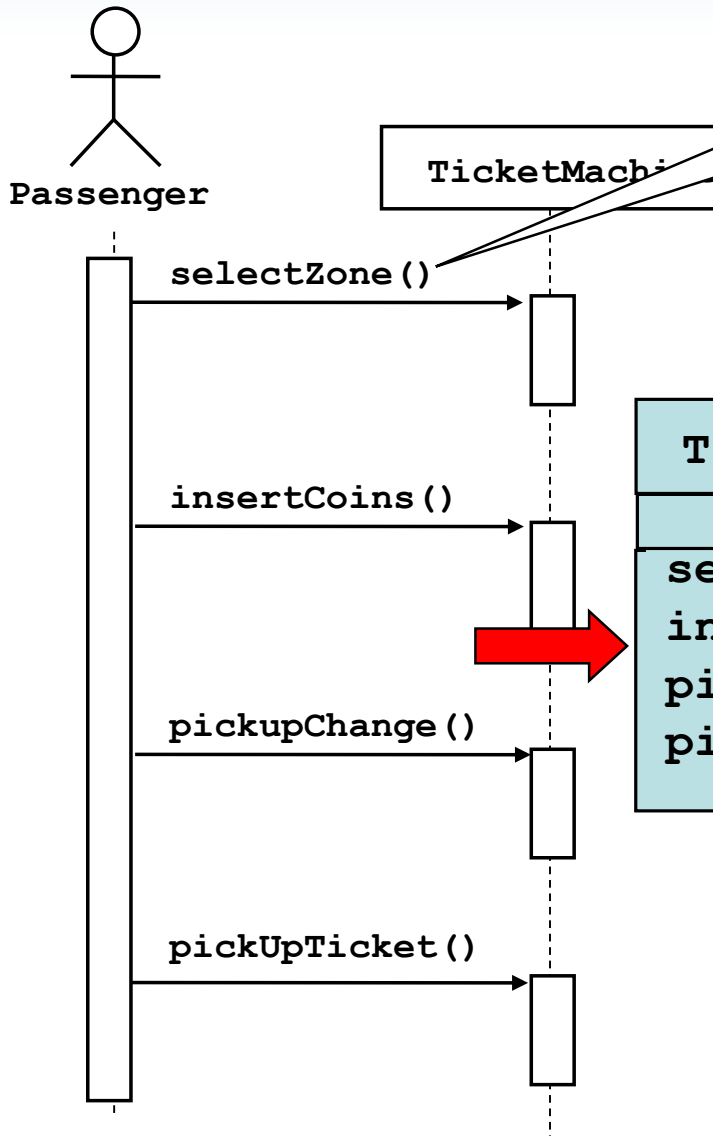 Passenger
TicketMachi
selectZone()
insertCoins()
pickupChange()
pickUpTicket()
T
se
in
pi
pi